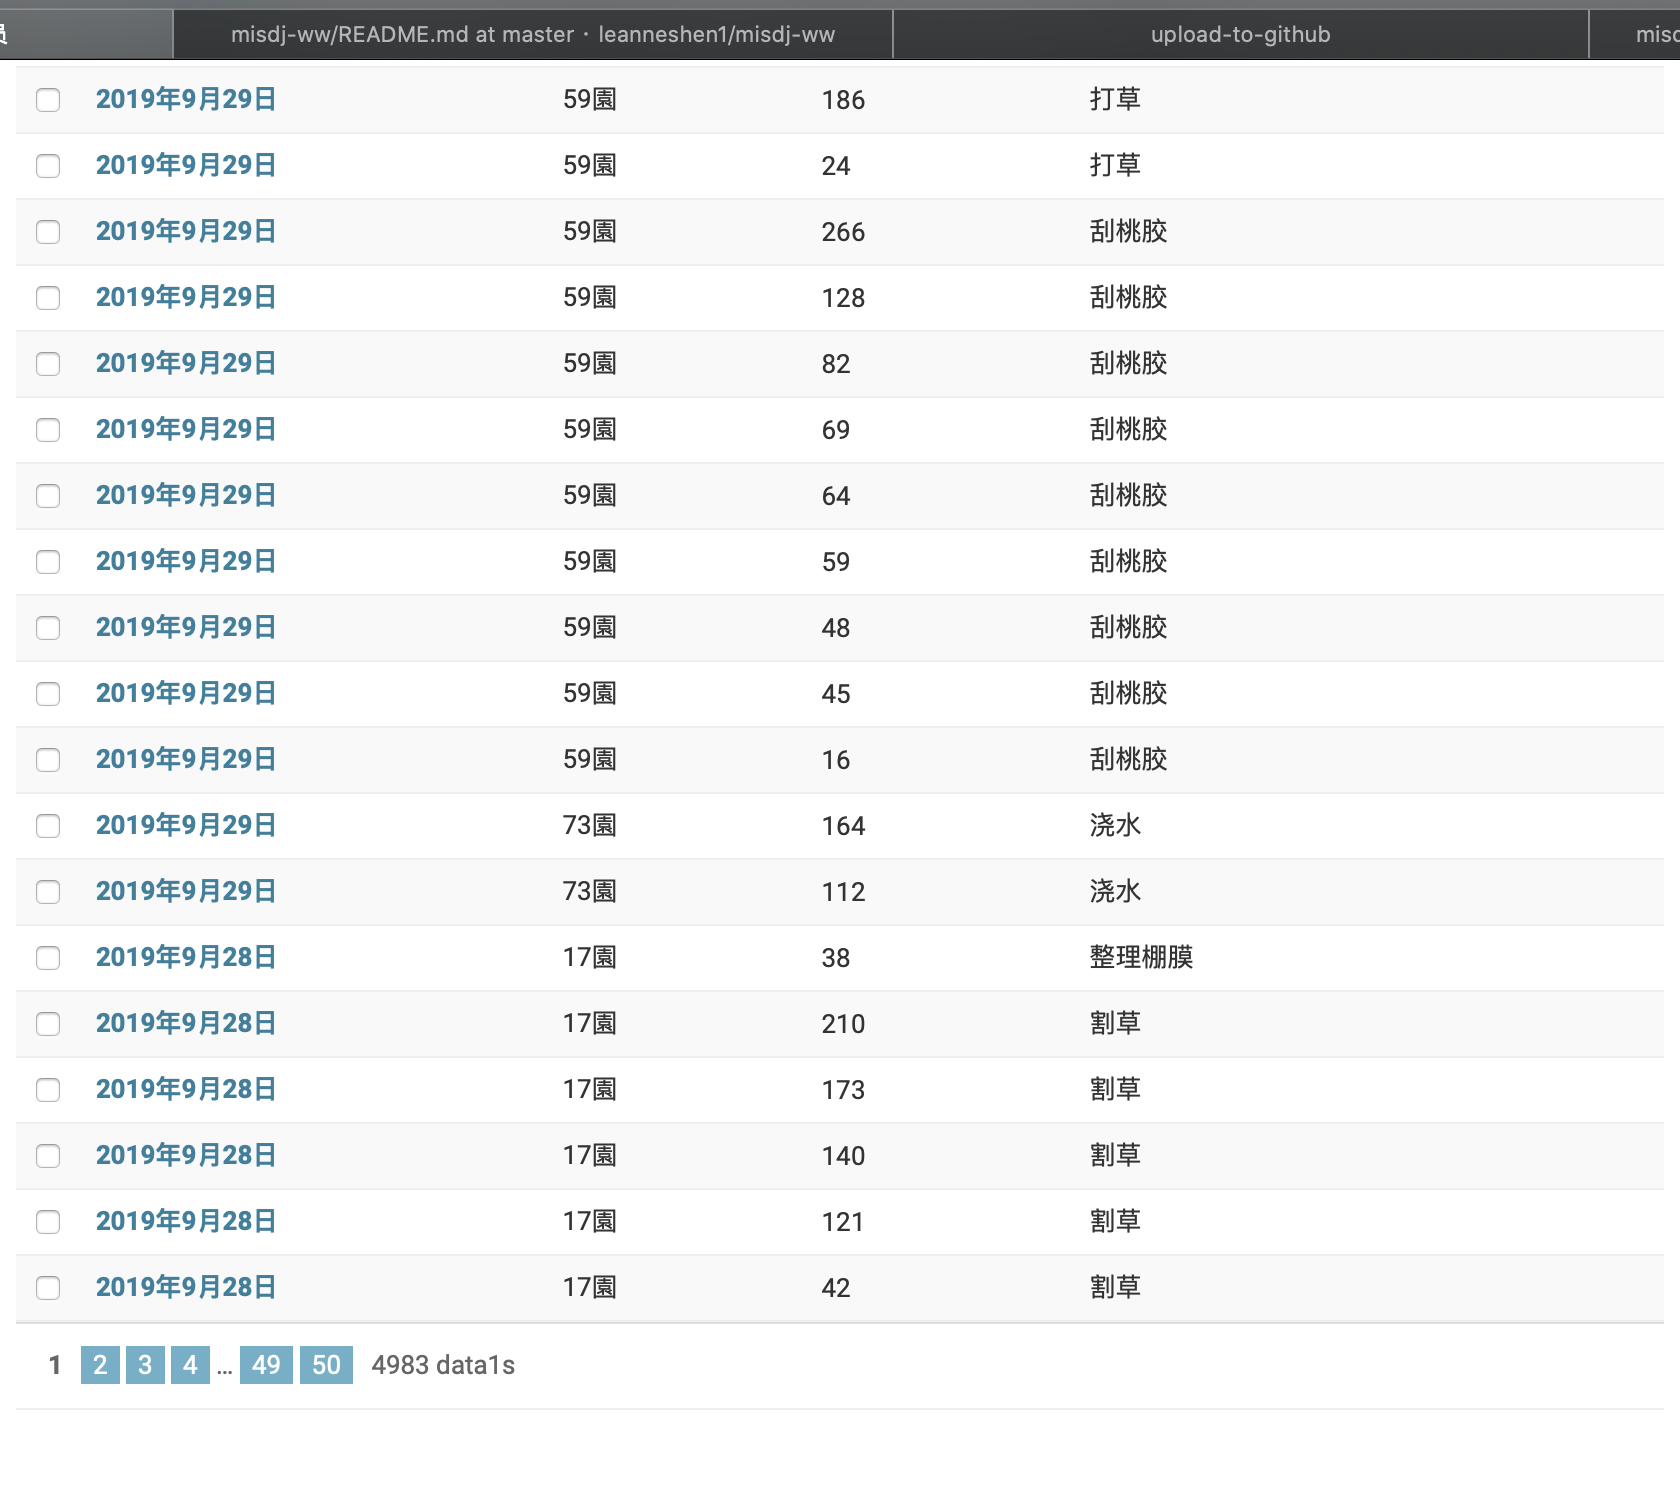 misdj-ww/README.md at master · leanneshen1/misdj-ww upload-to-github
2019年9月29日 59園 186 打草
2019年9月29日 59園 24 打草
2019年9月29日 59園 266 刮桃胶
2019年9月29日 59園 128 刮桃胶
2019年9月29日 59園 82 刮桃胶
2019年9月29日 59園 69 刮桃胶
2019年9月29日 59園 64 刮桃胶
2019年9月29日 59園 59 刮桃胶
2019年9月29日 59園 48 刮桃胶
2019年9月29日 59園 45 刮桃胶
2019年9月29日 59園 16 刮桃胶
2019年9月29日 73園 164 浇水
2019年9月29日 73園 112 浇水
2019年9月28日 17園 38 整理棚膜
2019年9月28日 17園 210 割草
2019年9月28日 17園 173 割草
2019年9月28日 17園 140 割草
2019年9月28日 17園 121 割草
2019年9月28日 17園 42 割草
1 2 3 4 ... 49 50 4983 data1s